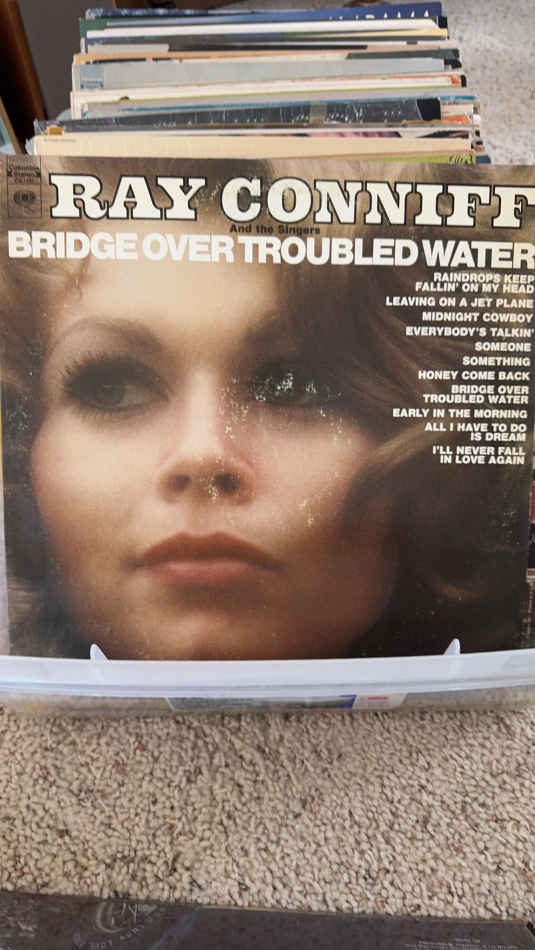 Columbia
Stereo
RAY CONNIFF
And the Singers
BRIDGE OVER TROUBLED WATER
RAINDROPS KEEP
FALLIN' ON MY HEAD
LEAVING ON A JET PLANE
MIDNIGHT COWBOY
EVERYBODY'S TALKIN'
SOMEONE
SOMETHING
HONEY COME BACK
BRIDGE OVER
TROUBLED WATER
EARLY IN THE MORNING
ALL I HAVE TO DO
IS DREAM
I'LL NEVER FALL
IN LOVE AGAIN